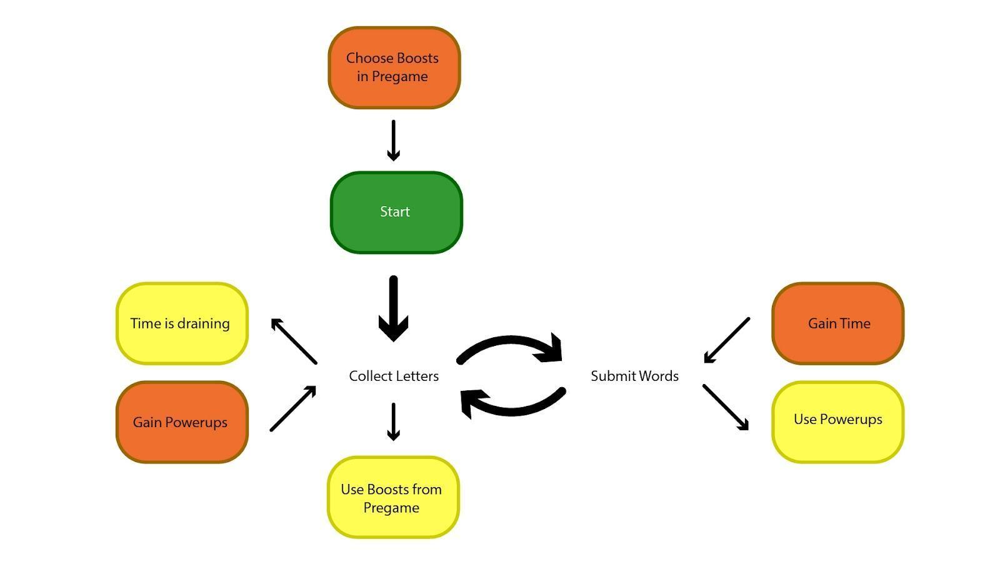 Choose Boosts
in Pregame
Start
Time is draining
Gain Time
Collect Letters
Submit Words
Gain Powerups
Use Powerups
Use Boosts from
Pregame